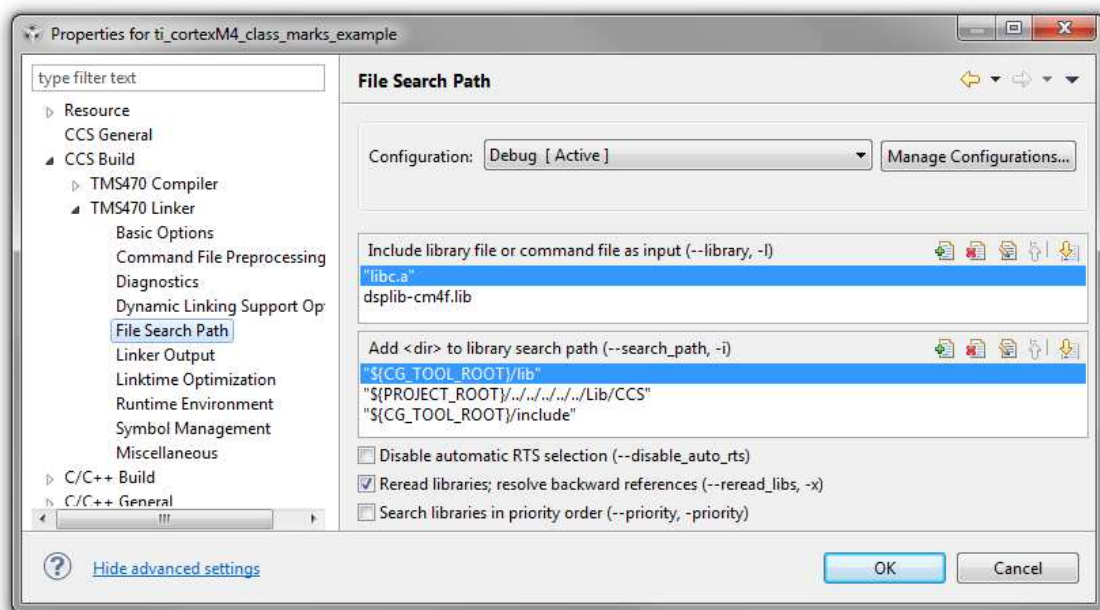 Properties for ti_cortexM4_class_marks_example
type filter text
Resource
CCS General
CCS Build
TMS470 Compiler
TMS470 Linker
Basic Options
Command File Preprocessing
Diagnostics
Dynamic Linking Support Op
File Search Path
Linker Output
Linktime Optimization
Runtime Environment
Symbol Management
Miscellaneous
C/C++ Build
C/C++ General
File Search Path
Configuration: Debug [ Active ] Manage Configurations...
Include library file or command file as input (--library, -l)
"libc.a"
dsplib-cm4f.lib
Add <dir> to library search path (--search_path, -i)
"${CG_TOOL_ROOT}/lib"
"${PROJECT_ROOT}/../../../../../Lib/CCS"
"${CG_TOOL_ROOT}/include"
Disable automatic RTS selection (--disable_auto_rts)
Reread libraries; resolve backward references (--reread_libs, -x)
Search libraries in priority order (--priority, -priority)
Hide advanced settings
OK Cancel